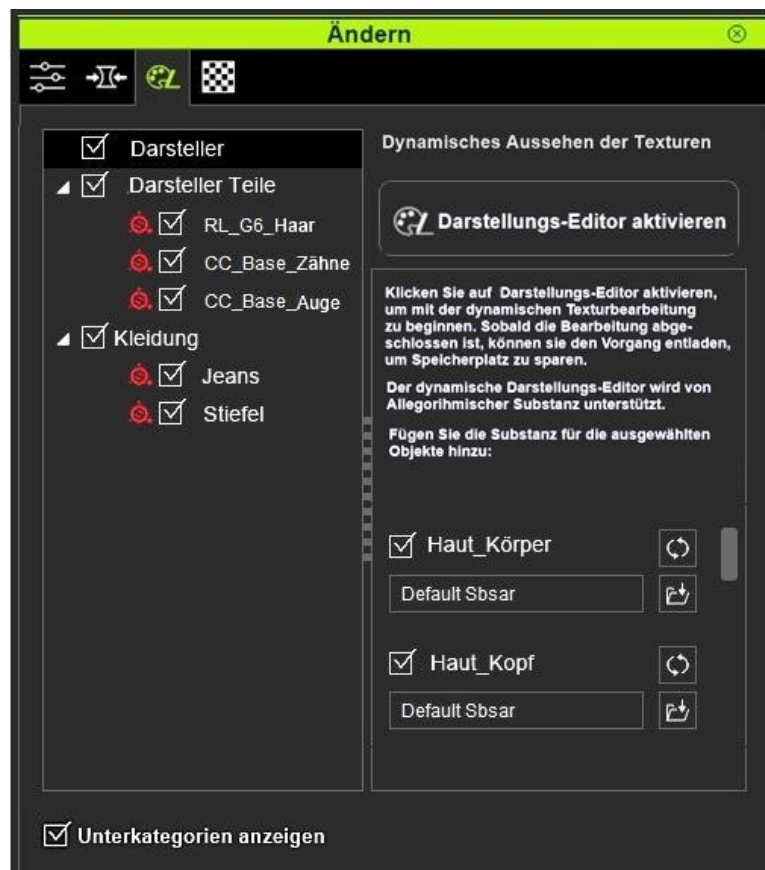 Ändern
Darsteller
Darsteller Teile
RL_G6_Haar
CC_Base_Zähne
CC_Base_Auge
Kleidung
Jeans
Stiefel
Dynamisches Aussehen der Texturen
Darstellungs-Editor aktivieren
Klicken Sie auf Darstellungs-Editor aktivieren,
um mit der dynamischen Texturbearbeitung
zu beginnen. Sobald die Bearbeitung abge-
schlossen ist, können sie den Vorgang entladen,
um Speicherplatz zu sparen.
Der dynamische Darstellungs-Editor wird von
Allegorihmischer Substanz unterstützt.
Fügen Sie die Substanz für die ausgewählten
Objekte hinzu:
Haut_Körper
Default Sbsar
Haut_Kopf
Default Sbsar
Unterkategorien anzeigen